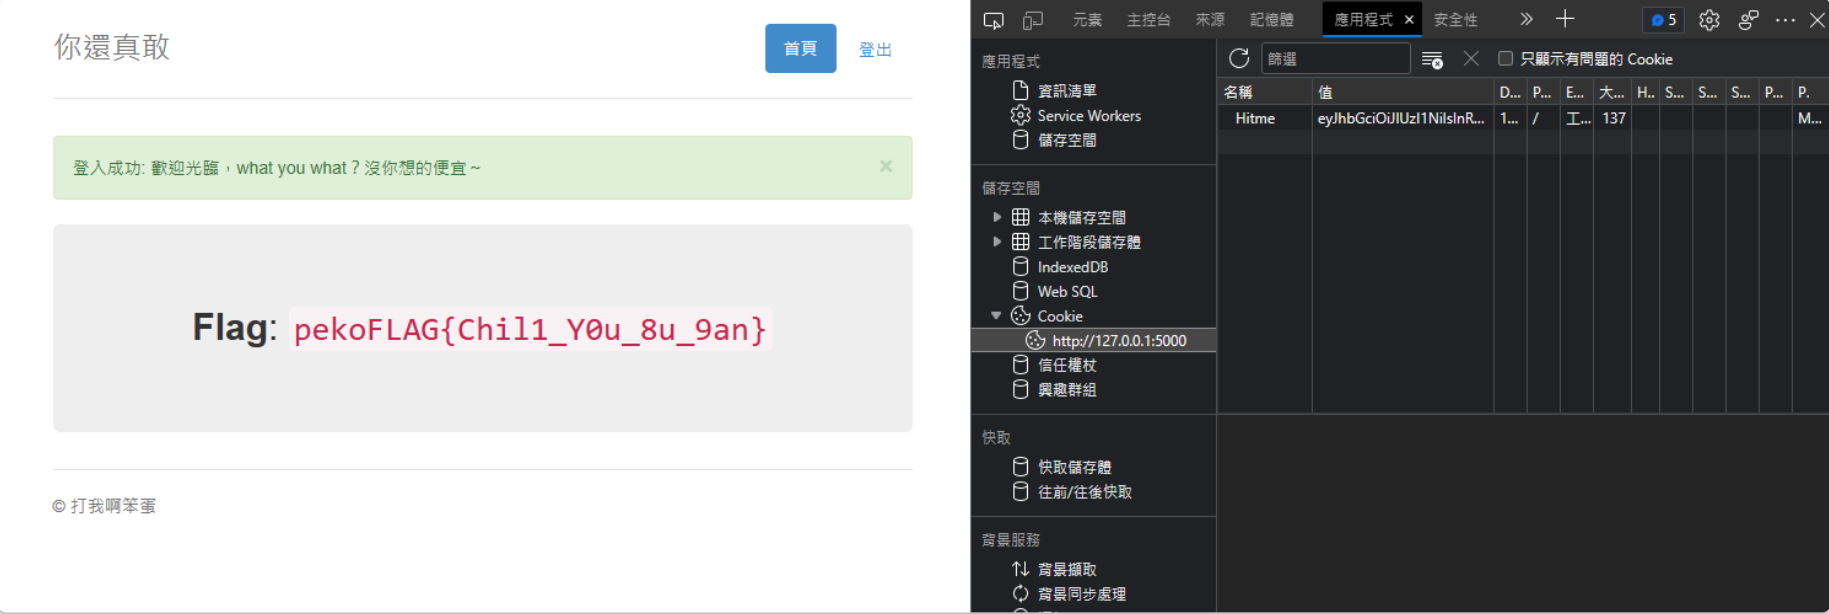 你還真敢
首頁
登出
登入成功: 歡迎光臨，what you what？沒你想的便宜～
×
Flag: pekoFLAG{Chil1_Y0u_8u_9an}
© 打我啊笨蛋
元素
主控台
來源
記憶體
應用程式
安全性
5
應用程式
資訊清單
Service Workers
儲存空間
儲存空間
本機儲存空間
工作階段儲存體
IndexedDB
Web SQL
Cookie
http://127.0.0.1:5000
信任權杖
興趣群組
快取
快取儲存體
往前/往後快取
背景服務
背景擷取
背景同步處理
篩選
只顯示有問題的 Cookie
名稱 值 D... P... E... 大... H.. S... S... S... P... P.
Hitme eyJhbGciOiJIUzI1NiIsInR... 1... / 工... 137 M...